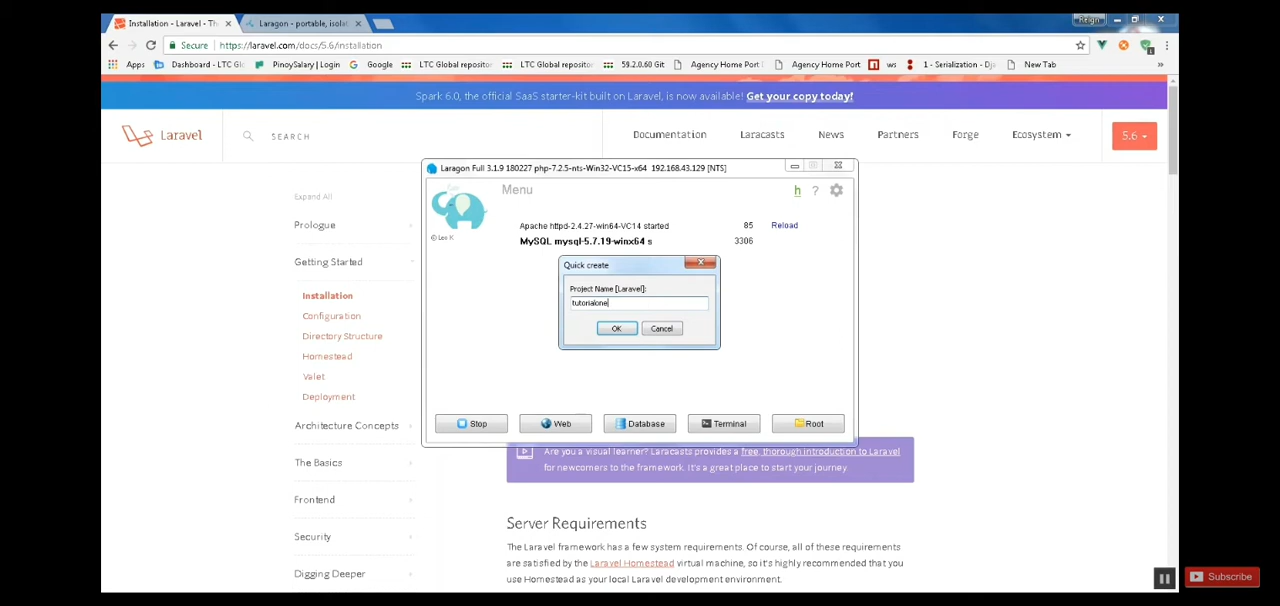 Installation - Laravel - Th
Laragon - portable, isolat
Reign
Secure
https://laravel.com/docs/5.6/installation
Apps
Dashboard - LTC Gl
PinoySalary | Login
Google
LTC Global repositor
LTC Global repositor
59.2.0.60 Git
Agency Home Port
Agency Home Port
ws
1 - Serialization - Dj
New Tab
»
Spark 6.0, the official SaaS starter-kit built on Laravel, is now available! Get your copy today!
Laravel
SEARCH
Documentation
Laracasts
News
Partners
Forge
Ecosystem
5.6
Expand All
Prologue
Getting Started
Installation
Configuration
Directory Structure
Homestead
Valet
Deployment
Architecture Concepts
The Basics
Frontend
Security
Digging Deeper
Laragon Full 3.1.9 180227 php-7.2.5-nts-Win32-VC15-x64 192.168.43.129 [NTS]
Menu
h
?
© Leo K
Apache httpd-2.4.27-win64-VC14 started 85 Reload
MySQL mysql-5.7.19-winx64 s 3306
Quick create
Project Name [Laravel]:
tutorialone
OK
Cancel
Stop
Web
Database
Terminal
Root
Are you a visual learner? Laracasts provides a free, thorough introduction to Laravel
for newcomers to the framework. It's a great place to start your journey.
Server Requirements
The Laravel framework has a few system requirements. Of course, all of these requirements
are satisfied by the Laravel Homestead virtual machine, so it's highly recommended that you
use Homestead as your local Laravel development environment.
Subscribe